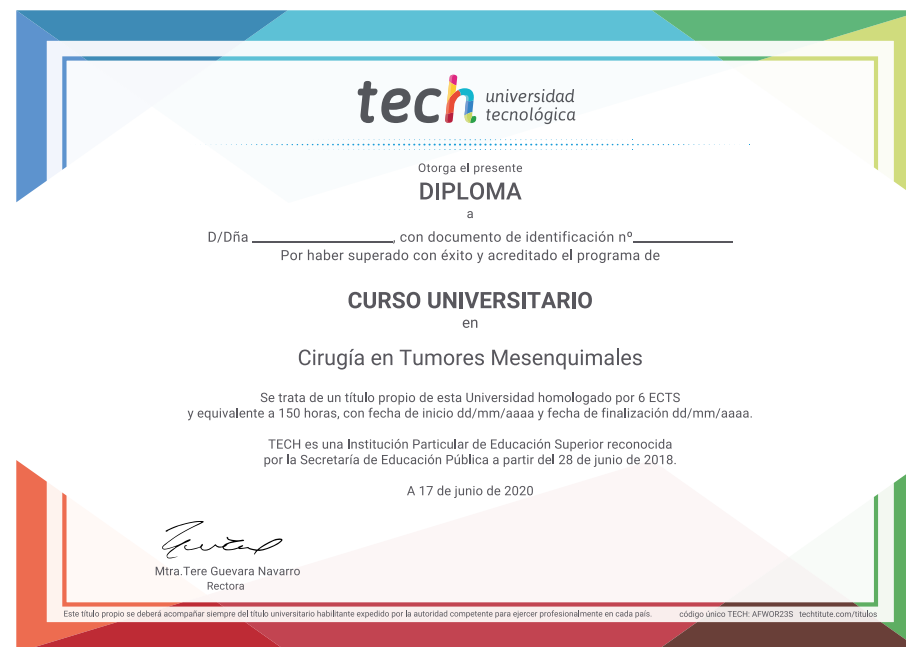 tech universidad
tecnológica
Otorga el presente
DIPLOMA
a
D/Dña ____________________, con documento de identificación nº______________
Por haber superado con éxito y acreditado el programa de
CURSO UNIVERSITARIO
en
Cirugía en Tumores Mesenquimales
Se trata de un título propio de esta Universidad homologado por 6 ECTS
y equivalente a 150 horas, con fecha de inicio dd/mm/aaaa y fecha de finalización dd/mm/aaaa.
TECH es una Institución Particular de Educación Superior reconocida
por la Secretaría de Educación Pública a partir del 28 de junio de 2018.
A 17 de junio de 2020
Mtra.Tere Guevara Navarro
Rectora
Este título propio se deberá acompañar siempre del título universitario habilitante expedido por la autoridad competente para ejercer profesionalmente en cada país. código único TECH: AFWOR23S techtitute.com/títulos